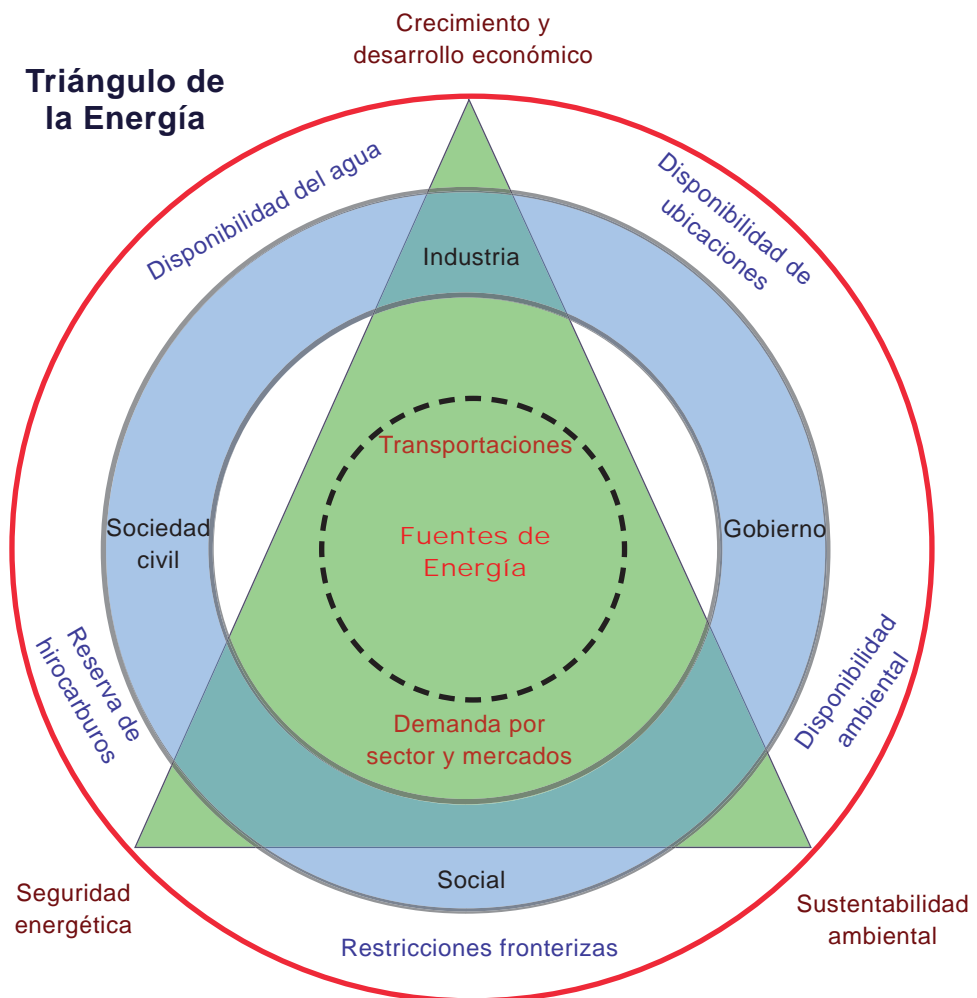 Crecimiento y
desarrollo económico
Triángulo de
la Energía
Disponibilidad del agua
Disponibilidad de
ubicaciones
Industria
Transportaciones
Sociedad
civil
Fuentes de
Energía
Gobierno
Reserva de
hirocarburos
Disponibilidad
ambiental
Demanda por
sector y mercados
Social
Seguridad
energética
Sustentabilidad
ambiental
Restricciones fronterizas